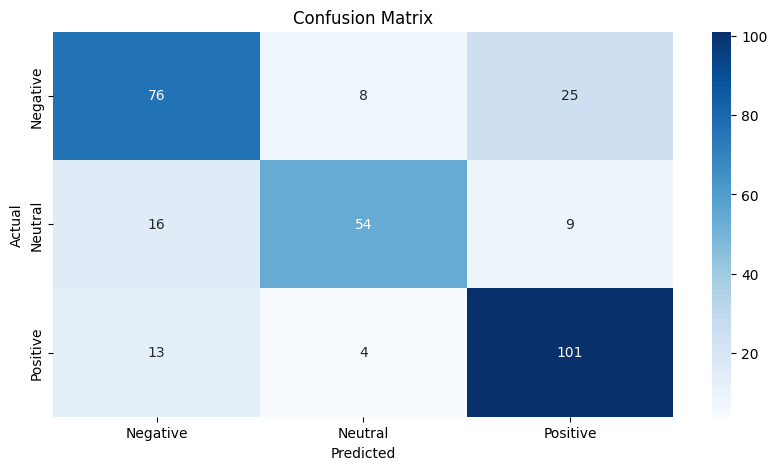 Confusion Matrix
Actual
Negative
76 8 25
Neutral
16 54 9
Positive
13 4 101
Negative Neutral Positive
Predicted
100
80
60
40
20